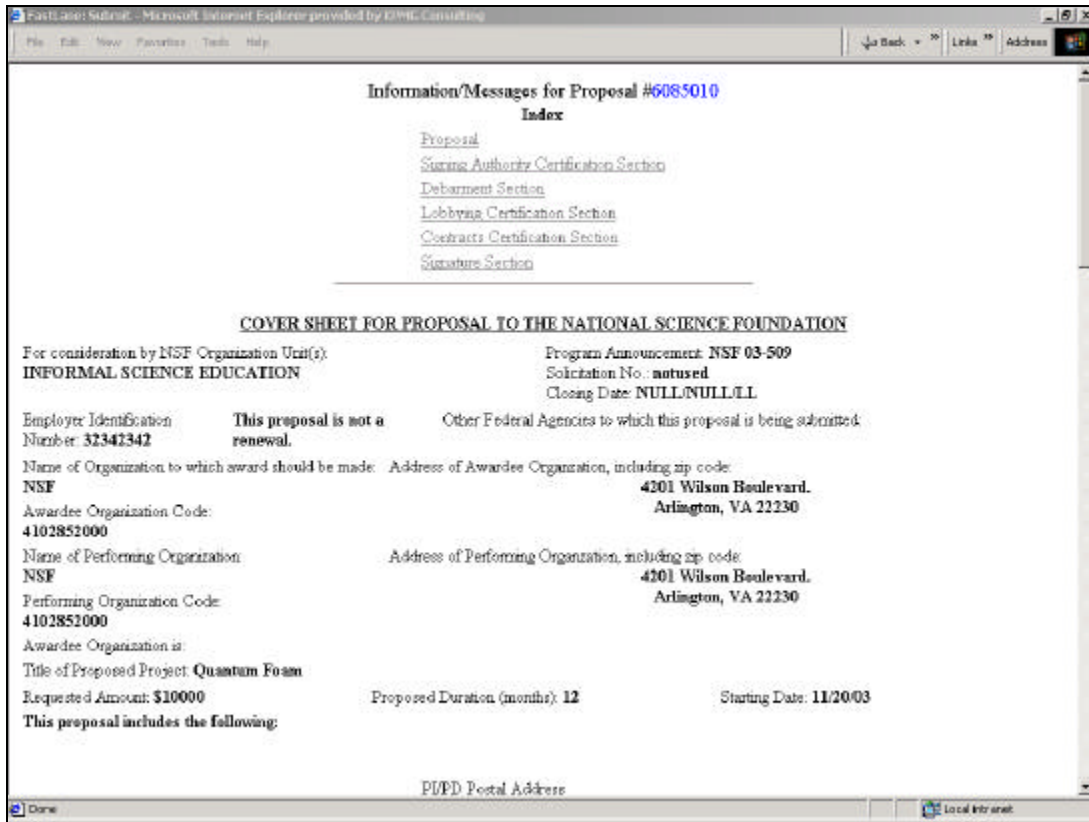 FastLane: Submit - Microsoft Internet Explorer provided by KPMG Consulting
File Edit View Favorites Tools Help
Back Links Address
Information/Messages for Proposal #6085010
Index
Proposal
Signing Authority Certification Section
Debarment Section
Lobbying Certification Section
Contracts Certification Section
Signature Section
COVER SHEET FOR PROPOSAL TO THE NATIONAL SCIENCE FOUNDATION
For consideration by NSF Organization Unit(s): Program Announcement: NSF 03-509
INFORMAL SCIENCE EDUCATION Solicitation No.: notused
Closing Date: NULL/NULL/LL
Employer Identification This proposal is not a Other Federal Agencies to which this proposal is being submitted:
Number: 32342342 renewal.
Name of Organization to which award should be made: Address of Awardee Organzation, including zip code:
NSF 4201 Wilson Boulevard.
Arlington, VA 22230
Awardee Organization Code:
4102852000
Name of Performing Organization: Address of Performing Organzation, including zip code:
NSF 4201 Wilson Boulevard.
Arlington, VA 22230
Performing Organization Code:
4102852000
Awardee Organization is:
Title of Proposed Project: Quantum Foam
Requested Amount: $10000 Proposed Duration (months): 12 Starting Date: 11/20/03
This proposal includes the following:
PI/PD Postal Address
Done Local intranet